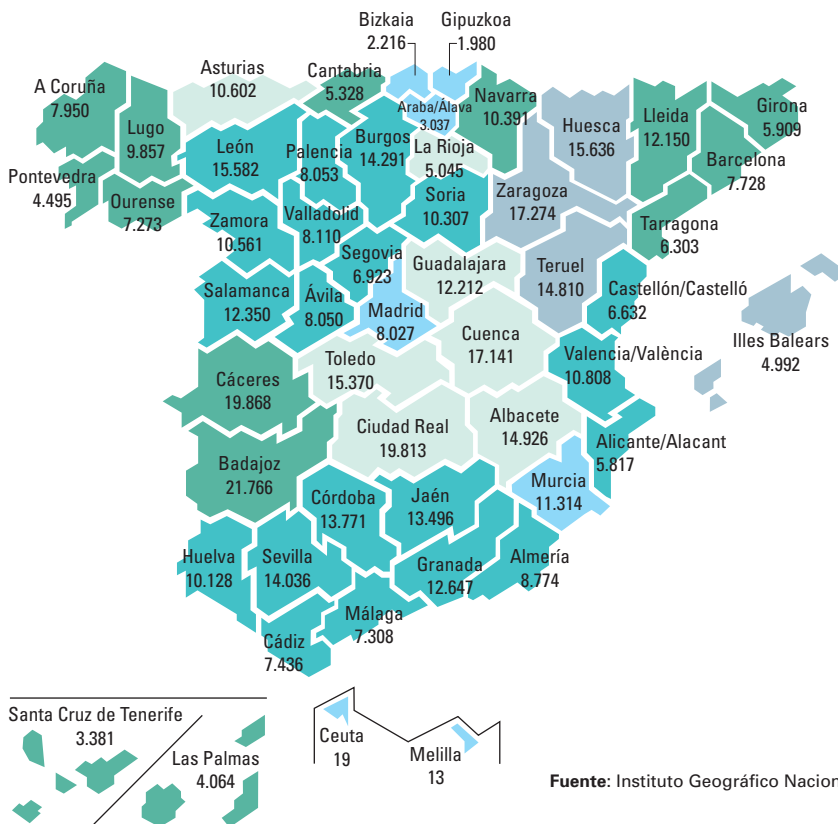 Bizkaia
2.216
Gipuzkoa
1.980
A Coruña
7.950
Lugo
9.857
Asturias
10.602
Cantabria
5.328
Araba/Álava
3.037
Navarra
10.391
Huesca
15.636
Lleida
12.150
Girona
5.909
Barcelona
7.728
Pontevedra
4.495
Ourense
7.273
León
15.582
Palencia
8.053
Burgos
14.291
La Rioja
5.045
Soria
10.307
Zaragoza
17.274
Tarragona
6.303
Zamora
10.561
Valladolid
8.110
Segovia
6.923
Guadalajara
12.212
Teruel
14.810
Castellón/Castelló
6.632
Illes Balears
4.992
Salamanca
12.350
Ávila
8.050
Madrid
8.027
Cuenca
17.141
Valencia/València
10.808
Cáceres
19.868
Toledo
15.370
Ciudad Real
19.813
Albacete
14.926
Alicante/Alacant
5.817
Badajoz
21.766
Murcia
11.314
Córdoba
13.771
Jaén
13.496
Huelva
10.128
Sevilla
14.036
Granada
12.647
Almería
8.774
Málaga
7.308
Cádiz
7.436
Santa Cruz de Tenerife
3.381
Las Palmas
4.064
Ceuta
19
Melilla
13
Fuente: Instituto Geográfico Nacion